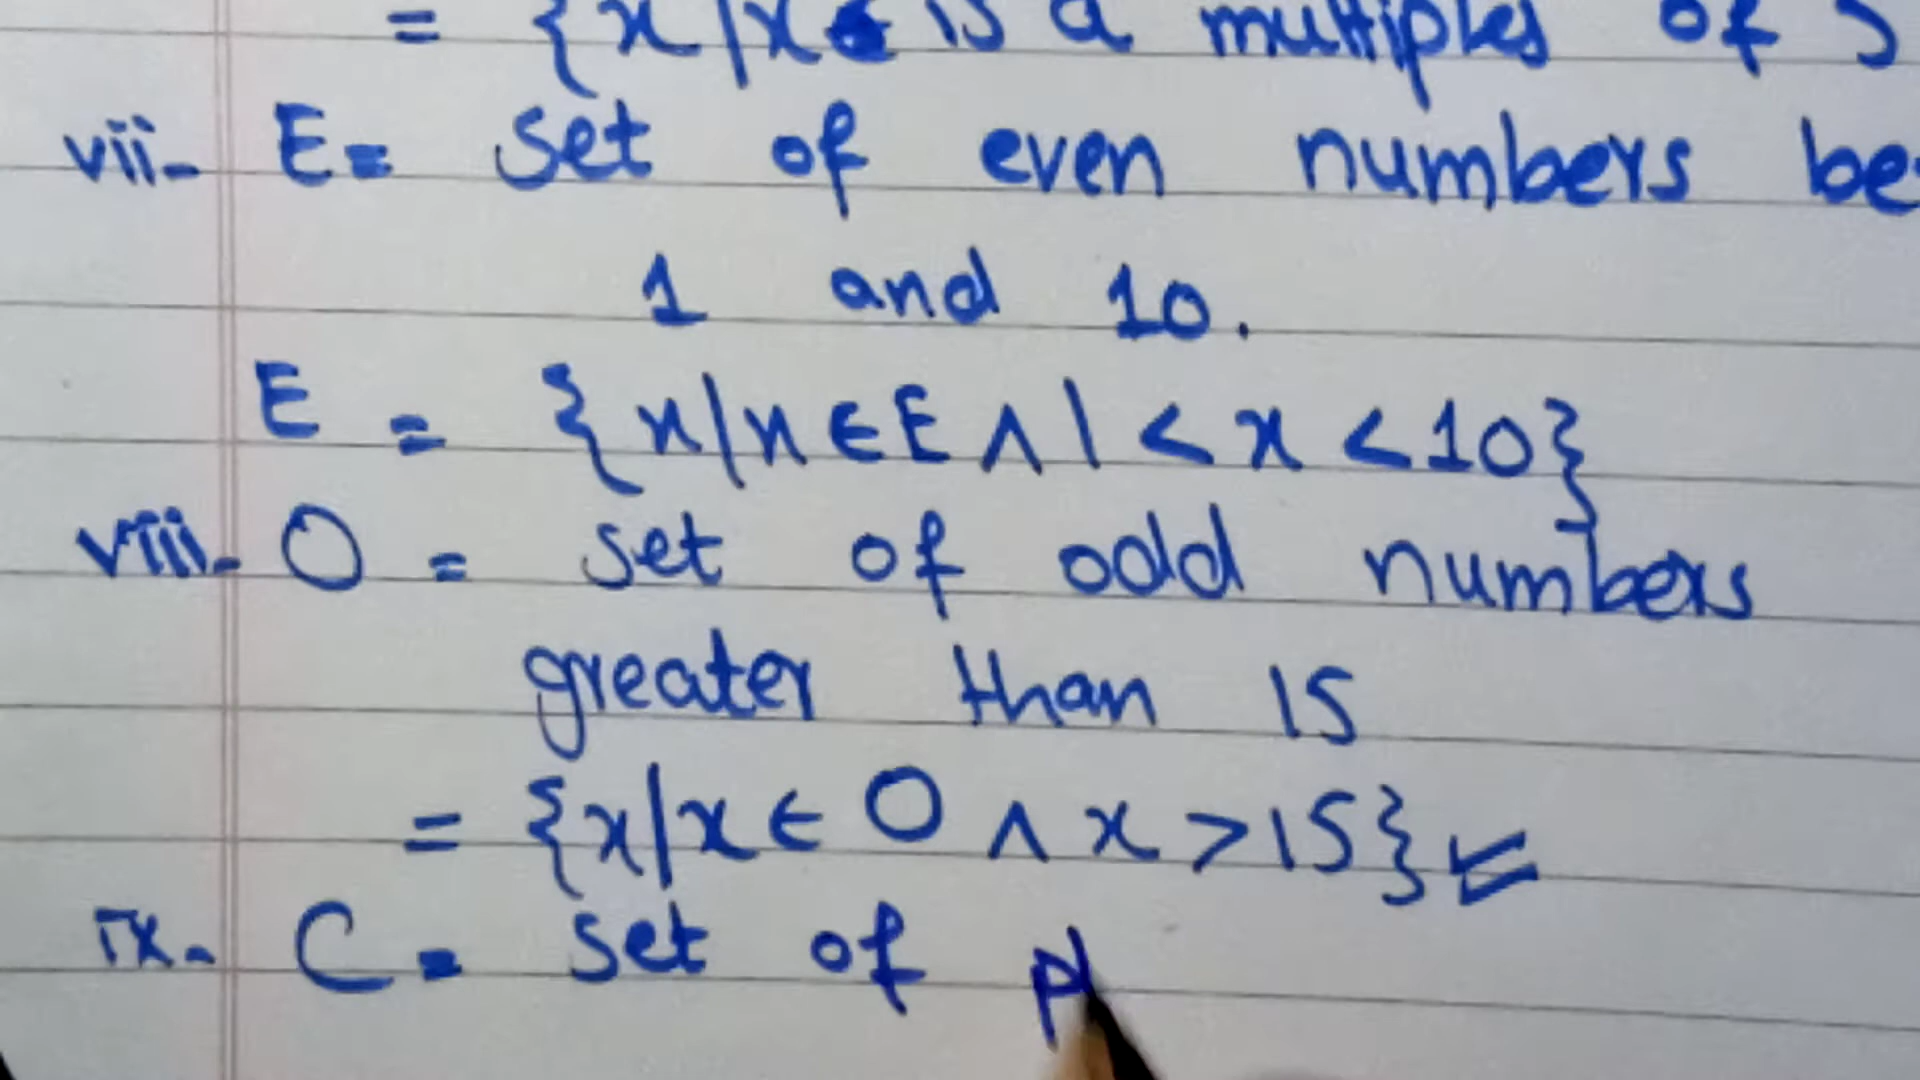 = {x/x is a multiples of 5
vii- E= set of even numbers be
1 and 10.
E = {x/x ∈ E ∧ 1 < x < 10}
viii- O = set of odd numbers
greater than 15
= {x/x ∈ O ∧ x > 15}
ix- C = set of